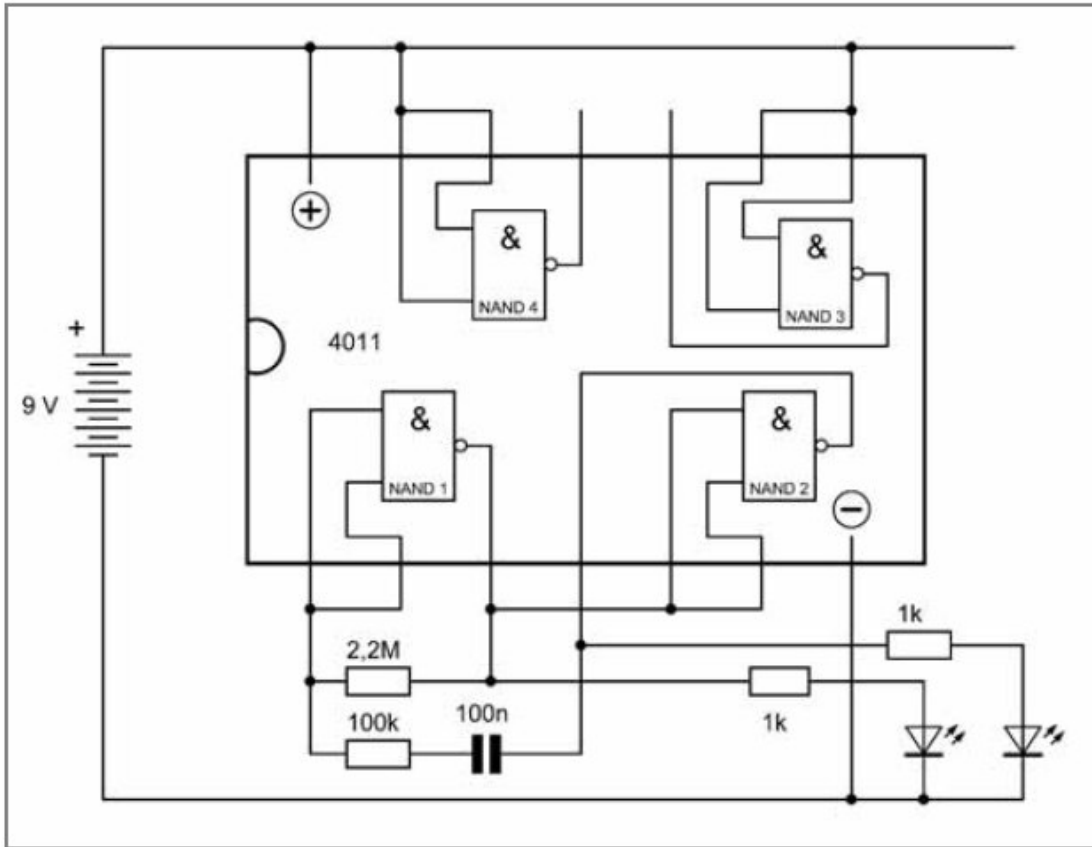 +
&
&
NAND 4
NAND 3
+
4011
9 V
&
&
NAND 1
NAND 2
−
1k
2,2M
100k
100n
1k